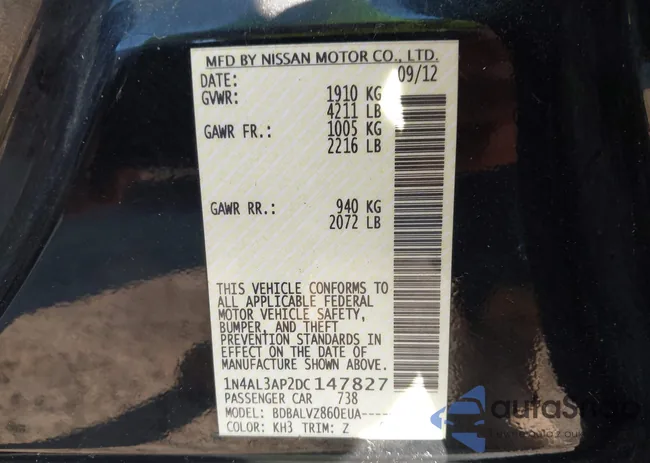 MFD BY NISSAN MOTOR CO., LTD.
DATE: 09/12
GVWR: 1910 KG
4211 LB
GAWR FR.: 1005 KG
2216 LB
GAWR RR.: 940 KG
2072 LB
THIS VEHICLE CONFORMS TO
ALL APPLICABLE FEDERAL
MOTOR VEHICLE SAFETY,
BUMPER, AND THEFT
PREVENTION STANDARDS IN
EFFECT ON THE DATE OF
MANUFACTURE SHOWN ABOVE.
1N4AL3AP2DC147827
PASSENGER CAR 738
MODEL: BDBALVZ860EUA----
COLOR: KH3 TRIM: Z
autoShop